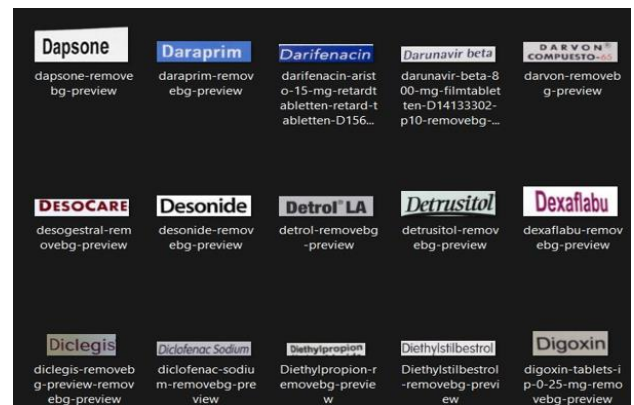 Dapsone
Daraprim
Darifenacin
Darunavir beta
DARVON®
COMPUESTO-65
dapsone-remove
bg-preview
daraprim-remov
ebg-preview
darifenacin-arist
o-15-mg-retardt
abletten-retard-t
abletten-D156...
darunavir-beta-8
00-mg-filmtablet
ten-D14133302-
p10-removebg-...
darvon-removeb
g-preview
DESOCARE
Desonide
Detrol® LA
Detrusitol
Dexaflabu
desogestral-rem
ovebg-preview
desonide-remov
ebg-preview
detrol-removebg
-preview
detrusitol-remov
ebg-preview
dexaflabu-remov
ebg-preview
Diclegis
Diclofenac Sodium
Diethylpropion
Diethylstilbestrol
Digoxin
diclegis-removeb
g-preview-remov
ebg-preview
diclofenac-sodiu
m-removebg-pre
view
Diethylpropion-r
emovebg-previe
w
Diethylstilbestrol
-removebg-previ
ew
digoxin-tablets-i
p-0-25-mg-remo
vebg-preview